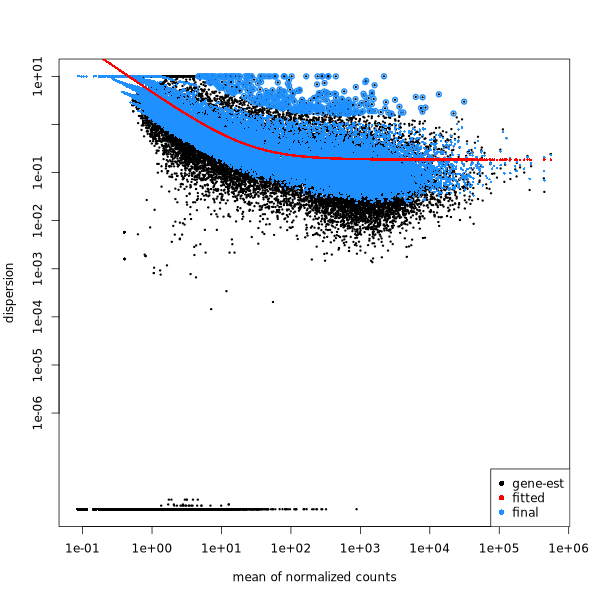 1e+01
1e-01
1e-02
1e-03
1e-04
1e-05
1e-06
dispersion
gene-est
fitted
final
1e-01 1e+00 1e+01 1e+02 1e+03 1e+04 1e+05 1e+06
mean of normalized counts